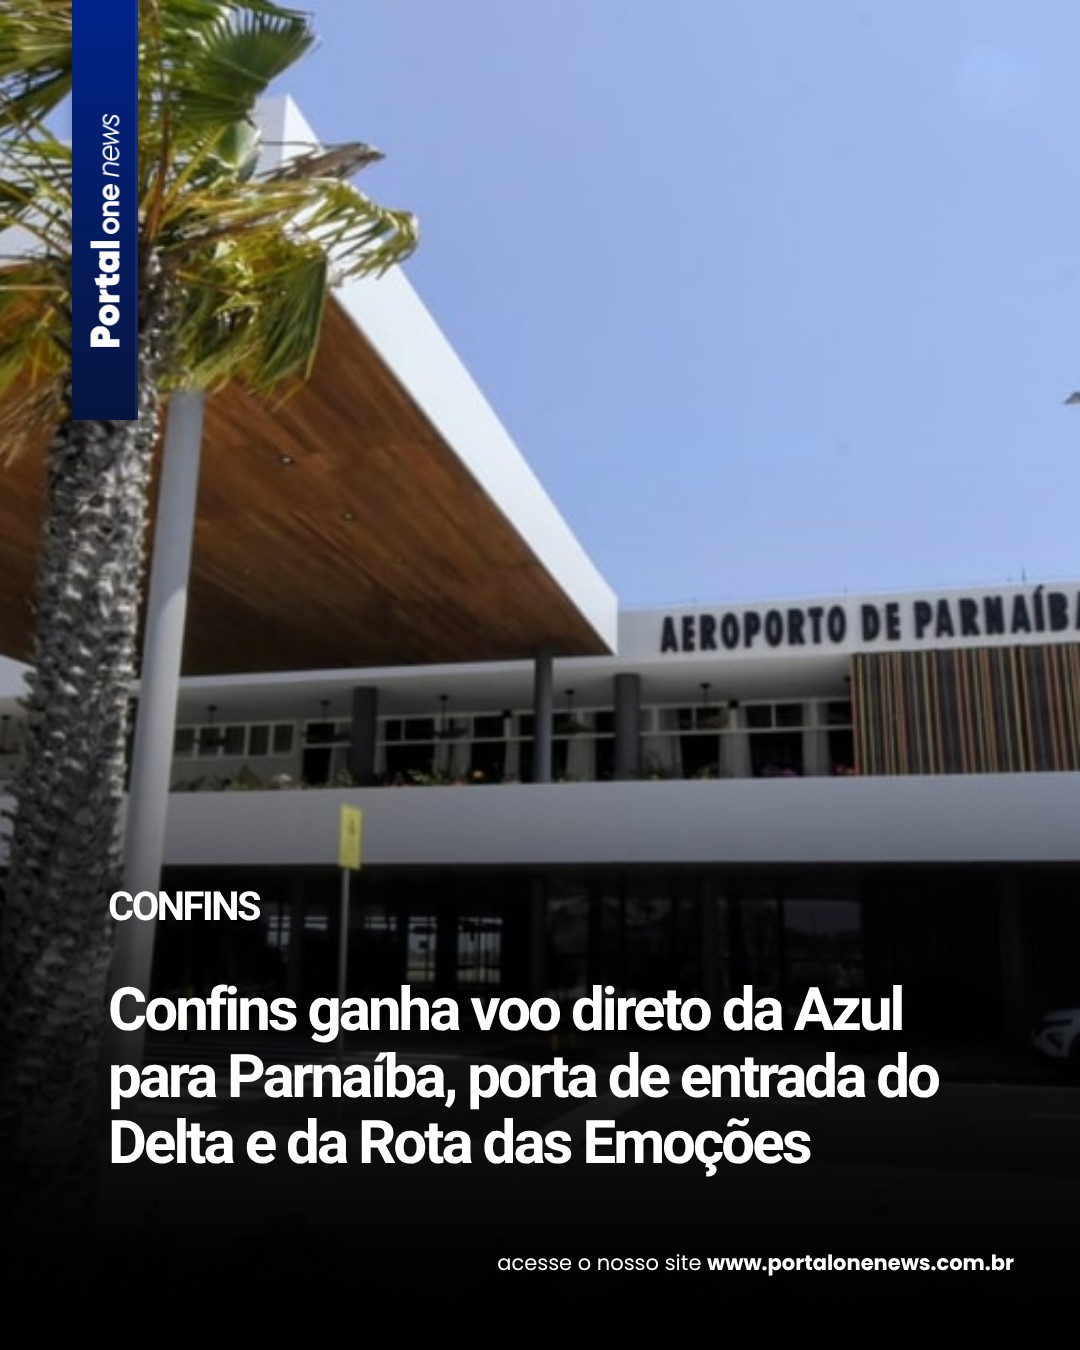 Portal one news
AEROPORTO DE PARNAÍBA
CONFINS
Confins ganha voo direto da Azul
para Parnaíba, porta de entrada do
Delta e da Rota das Emoções
acesse o nosso site www.portalonenews.com.br